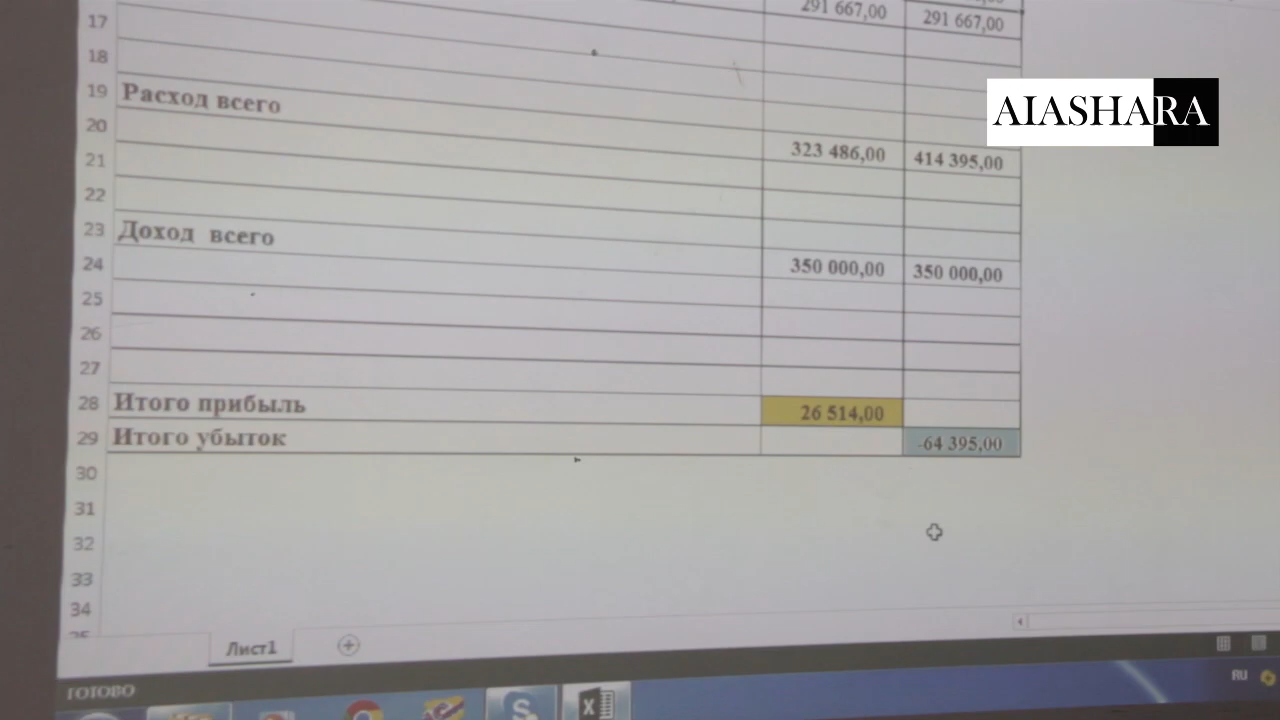 17 291 667,00 291 667,00
18
19 Расход всего
20
21 323 486,00 414 395,00
22
23 Доход всего
24 350 000,00 350 000,00
25
26
27
28 Итого прибыль 26 514,00
29 Итого убыток -64 395,00
30
31
32
33
34
Лист1
ГОТОВО
RU
AIASHARA